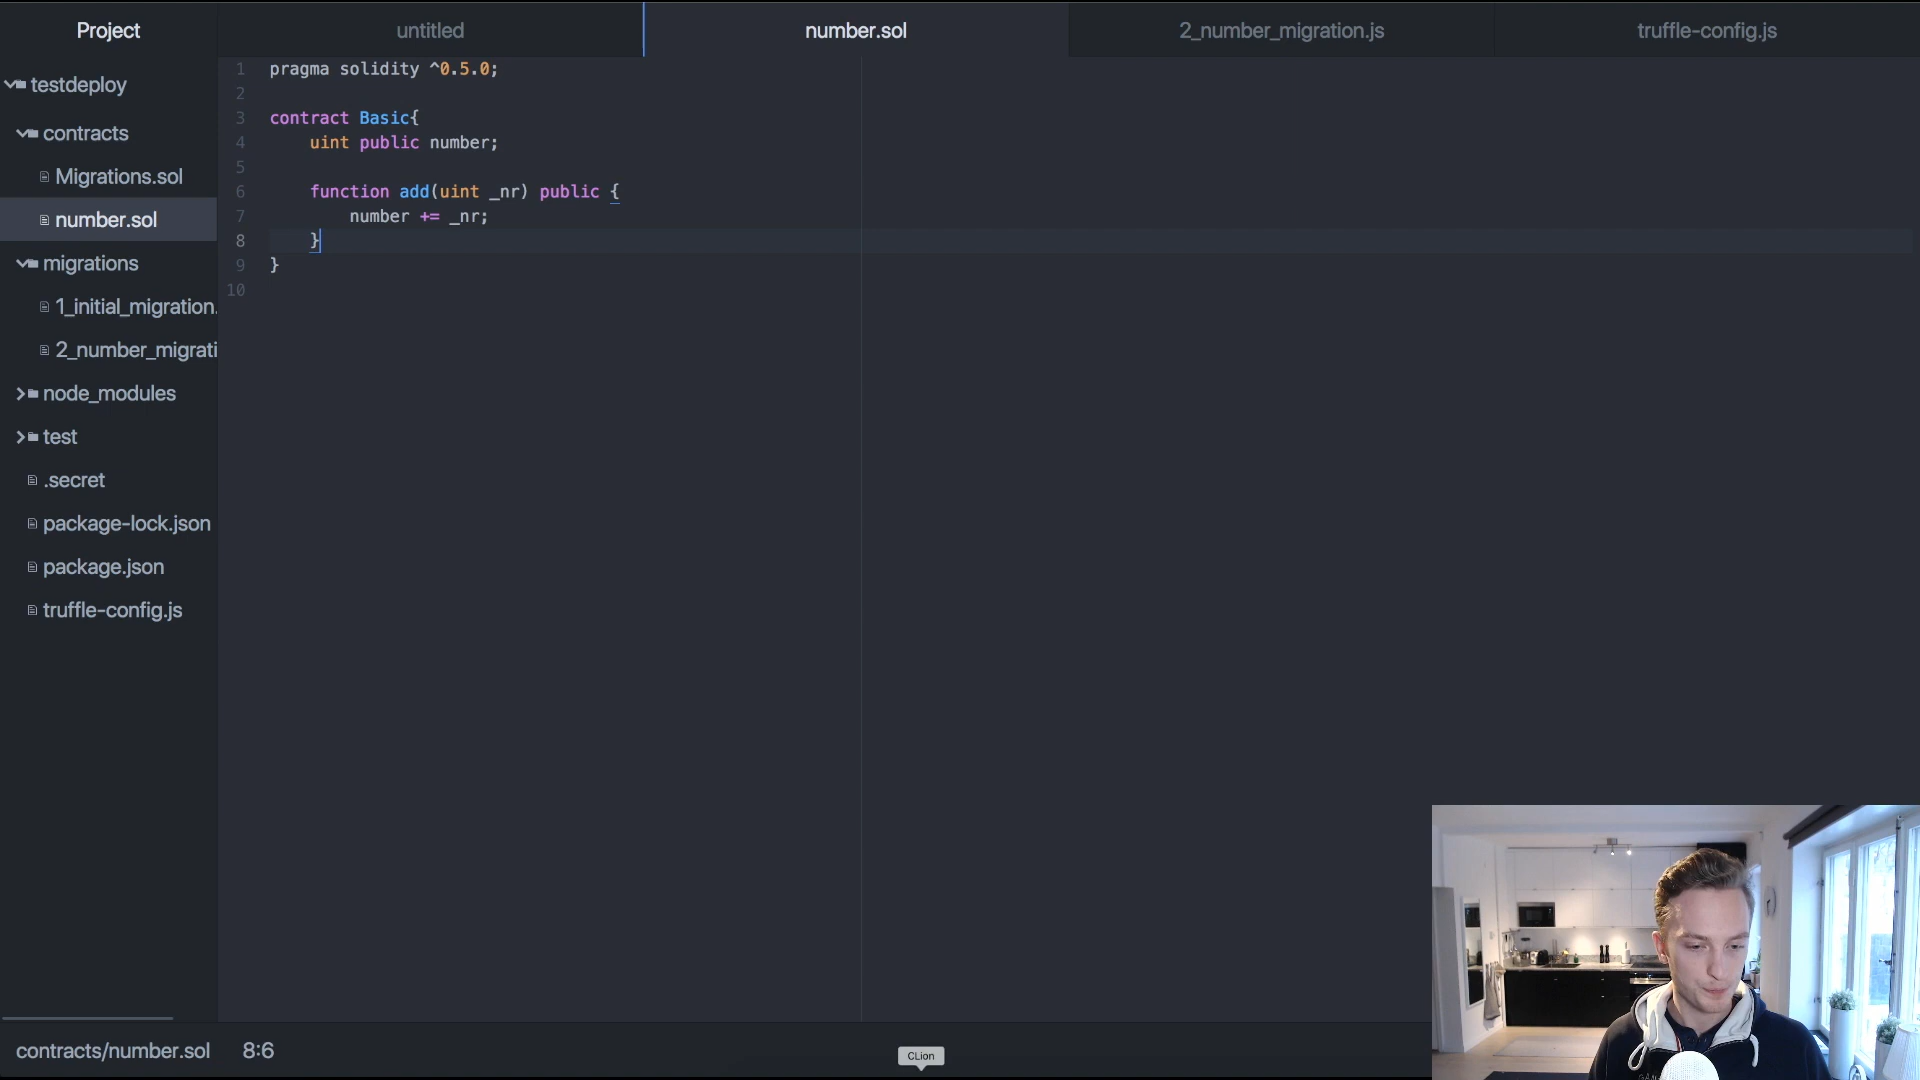 Project
untitled
number.sol
2_number_migration.js
truffle-config.js
testdeploy
contracts
Migrations.sol
number.sol
migrations
1_initial_migration.
2_number_migrati
node_modules
test
.secret
package-lock.json
package.json
truffle-config.js
1 pragma solidity ^0.5.0;
2
3 contract Basic{
4     uint public number;
5
6     function add(uint _nr) public {
7         number += _nr;
8     }
9 }
10
contracts/number.sol 8:6
CLion